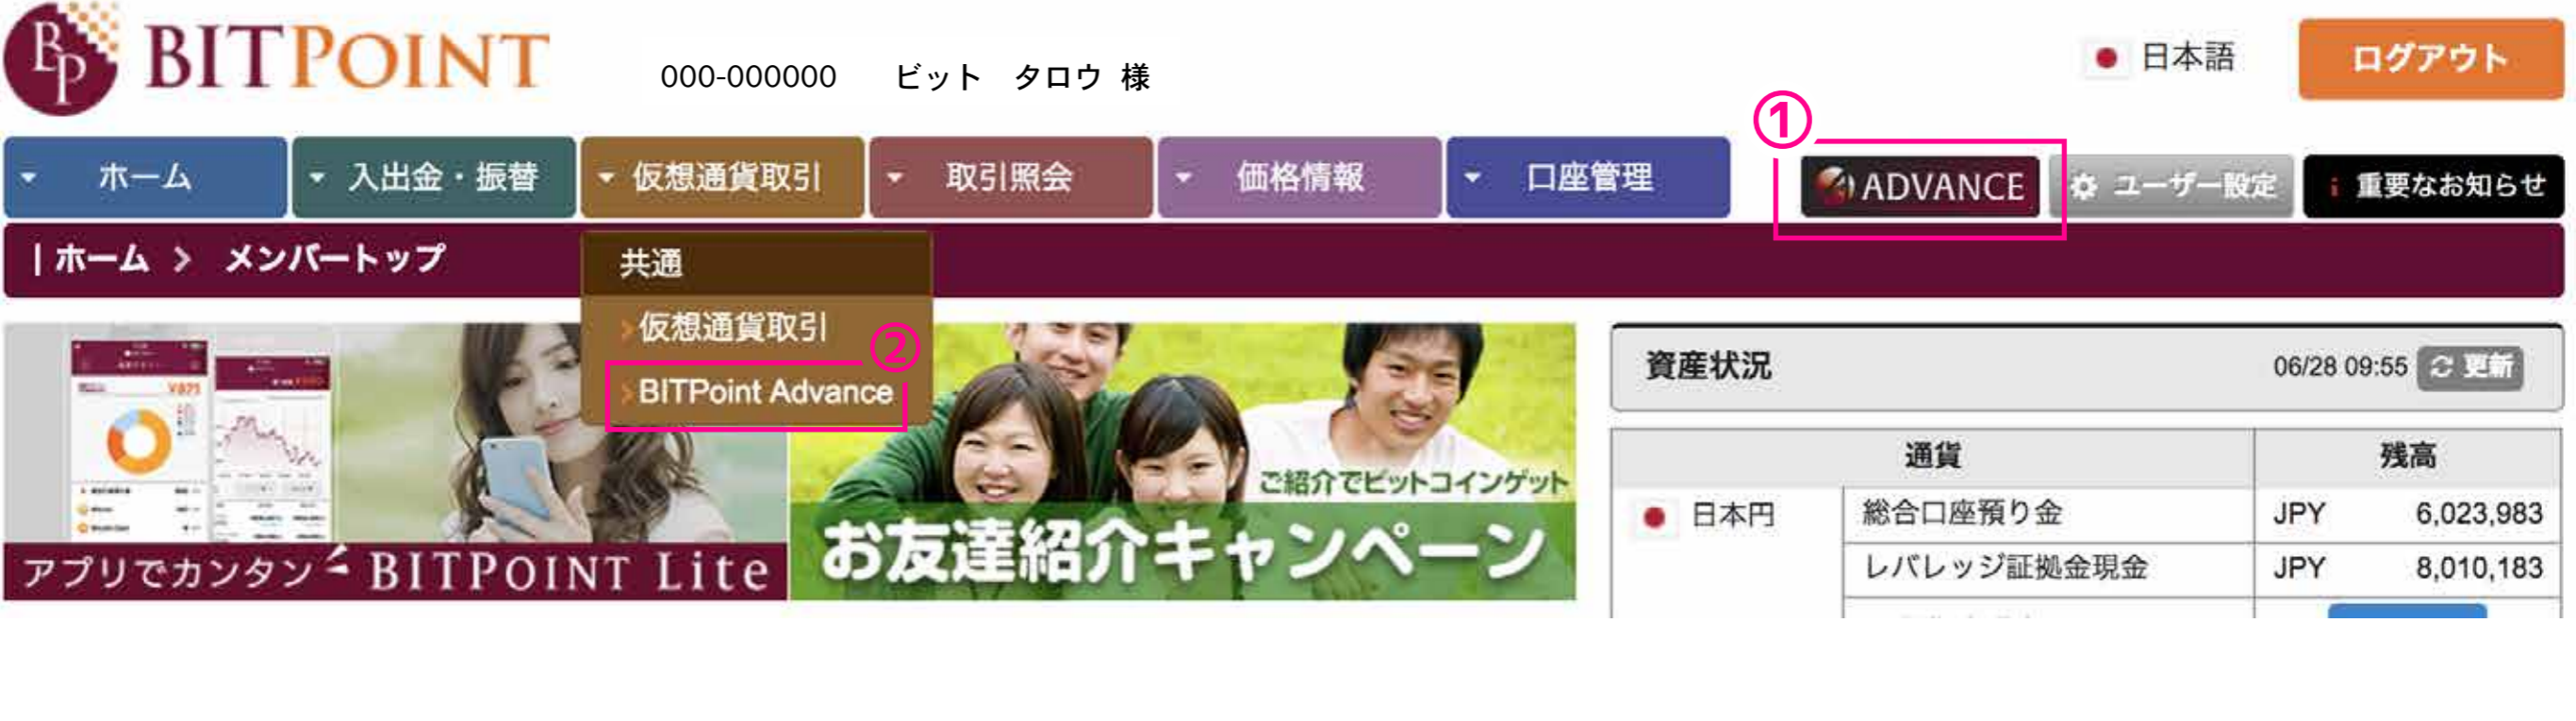 BP BITPOINT
000-000000 ビット タロウ 様
日本語
ログアウト
①
ホーム 入出金・振替 仮想通貨取引 取引照会 価格情報 口座管理
ADVANCE ユーザー設定 重要なお知らせ
| ホーム > メンバートップ
共通
仮想通貨取引
②
BITPoint Advance
アプリでカンタン BITPOINT Lite
ご紹介でビットコインゲット
お友達紹介キャンペーン
資産状況 06/28 09:55 更新
通貨 残高
日本円 総合口座預り金 JPY 6,023,983
レバレッジ証拠金現金 JPY 8,010,183